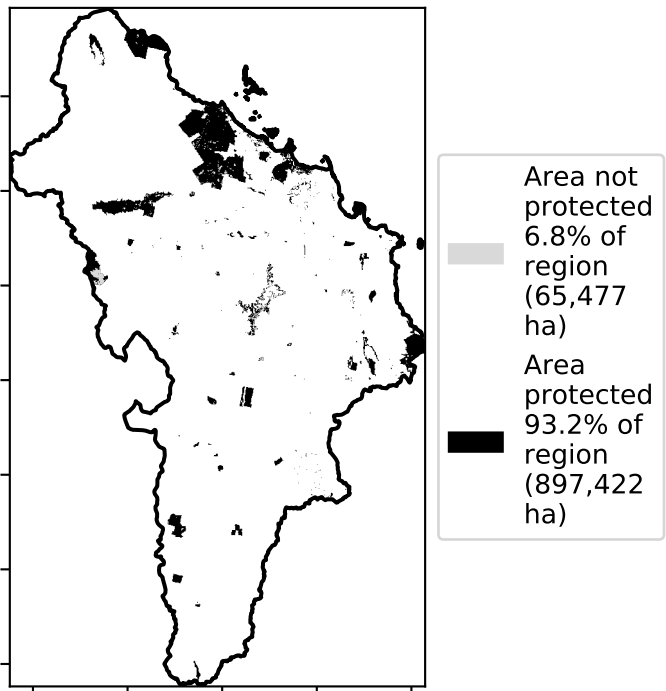 Area not
protected
6.8% of
region
(65,477
ha)
Area
protected
93.2% of
region
(897,422
ha)